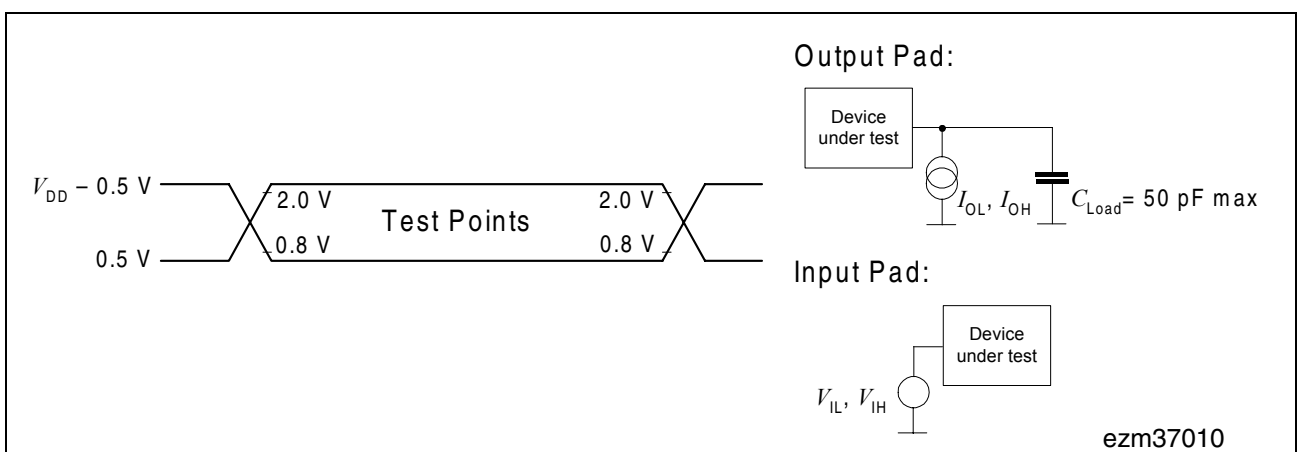 Output Pad:
Device
under test
V_DD – 0.5 V
2.0 V
2.0 V
Test Points
I_OL, I_OH
C_Load= 50 pF max
0.5 V
0.8 V
0.8 V
Input Pad:
Device
under test
V_IL, V_IH
ezm37010